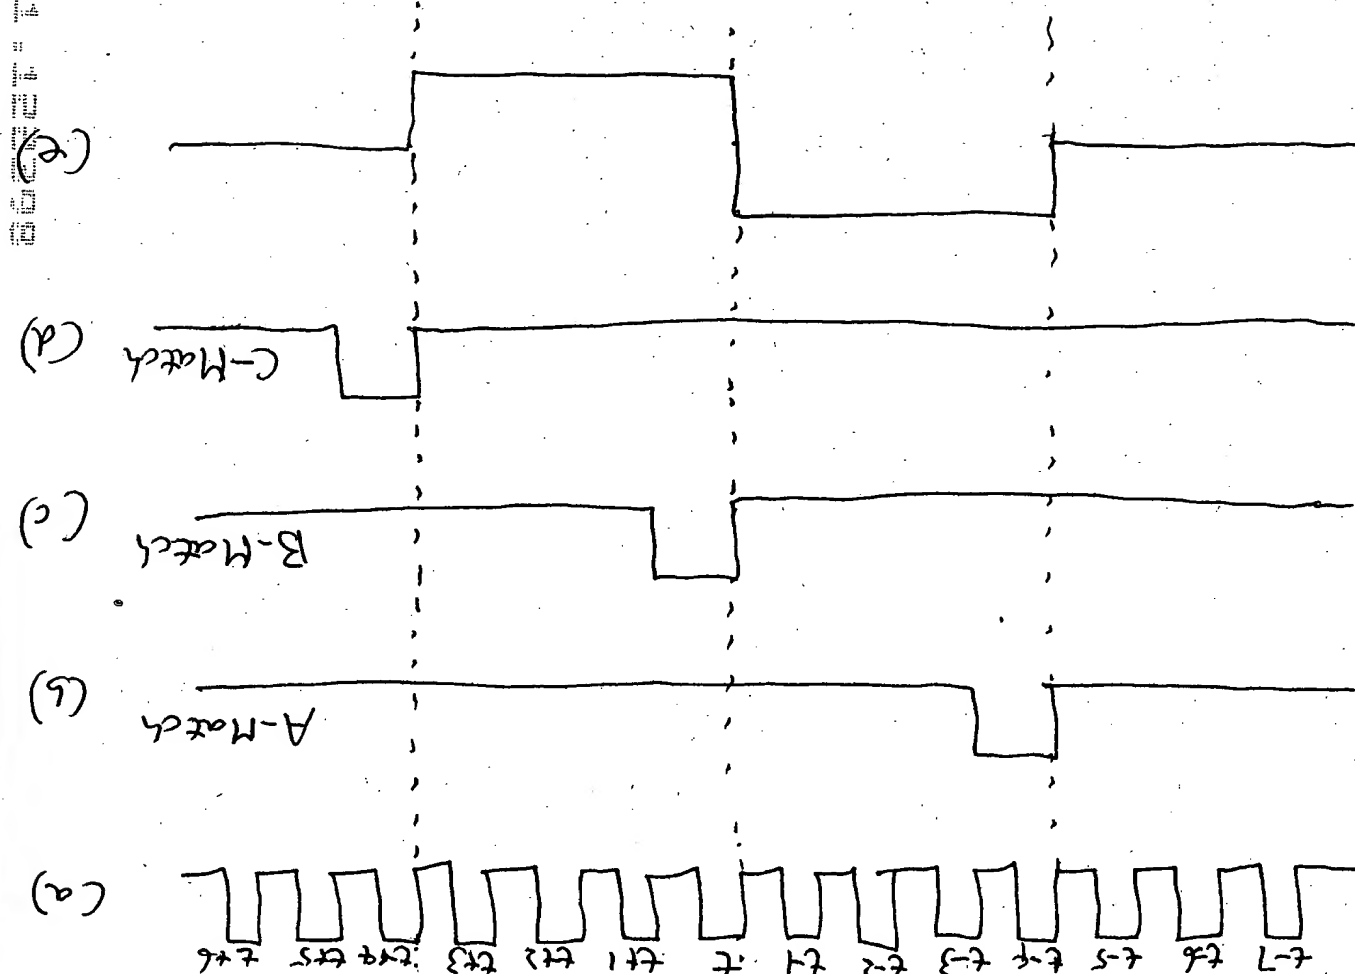 t-7 t-6 t-5 t-4 t-3 t-2 t-1 t t+1 t+2 t+3 t+4 t+5 t+6
(a)
A-Match
(b)
B-Match
(c)
C-Match
(d)
(e)